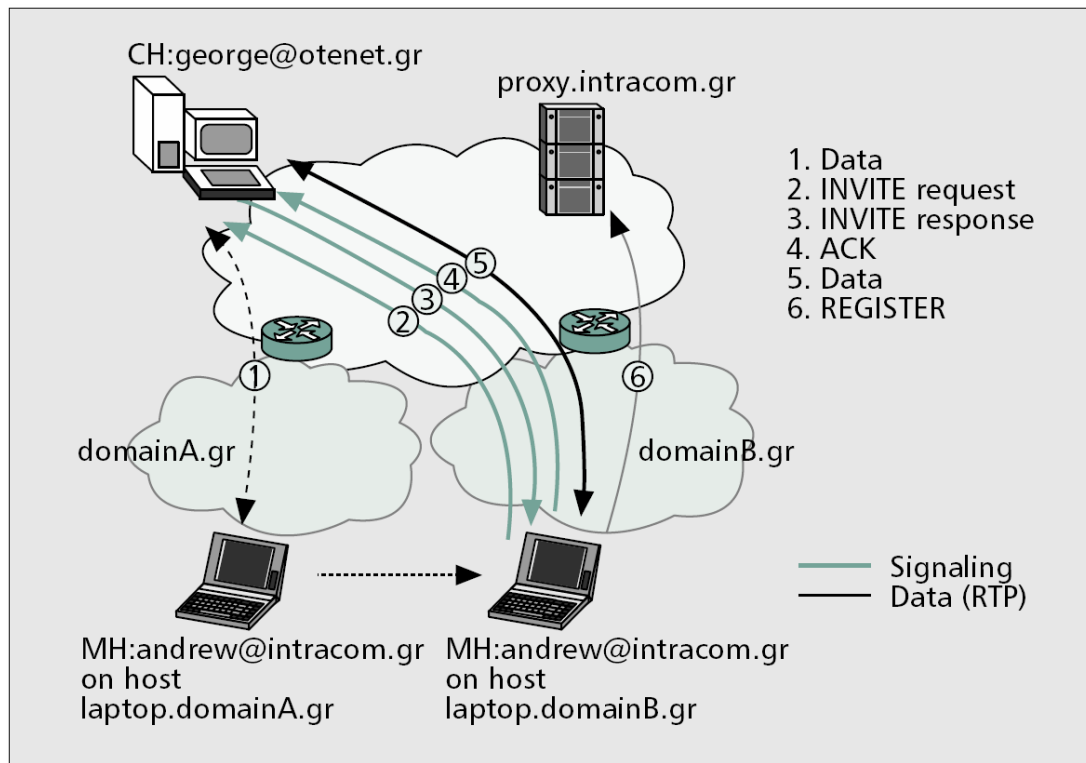 CH:george@otenet.gr
proxy.intracom.gr
1. Data
2. INVITE request
3. INVITE response
4. ACK
5. Data
6. REGISTER
5
4
3
2
1
6
domainA.gr
domainB.gr
Signaling
Data (RTP)
MH:andrew@intracom.gr
on host
laptop.domainA.gr
MH:andrew@intracom.gr
on host
laptop.domainB.gr